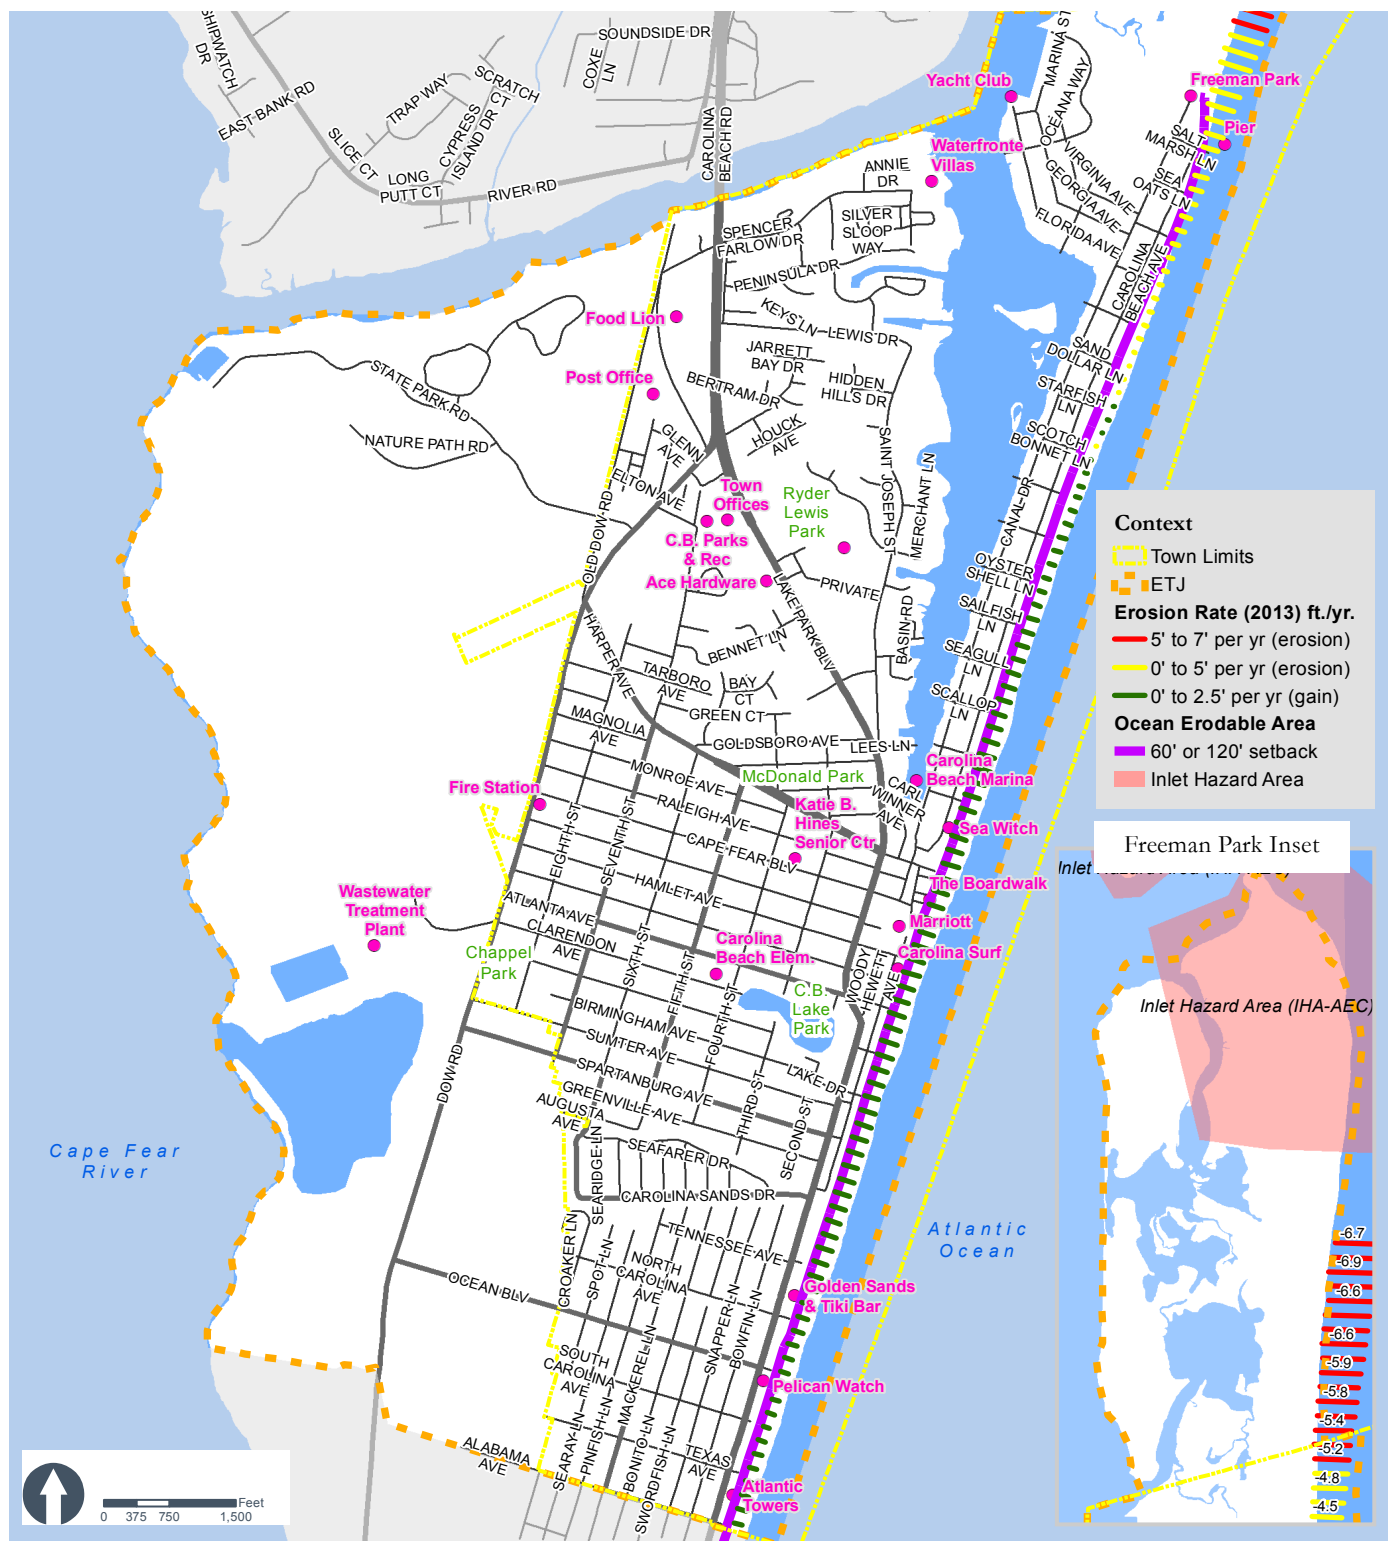 SHIPWATCH
DR
EAST BANK RD
SLICE CT
TRAP WAY
SCRATCH
CT
CYPRESS
ISLAND DR
LONG
PUTT CT
RIVER RD
COXE
LN
SOUNDSIDE DR
CAROLINA
BEACH RD
Yacht Club
MARINA ST
OCEANA WAY
Freeman Park
Pier
SALT
MARSH LN
SEA
OATS LN
VIRGINIA AVE
GEORGIA AVE
FLORIDA AVE
Waterfronte
Villas
ANNIE
DR
SILVER
SLOOP
WAY
SPENCER
FARLOW DR
PENINSULA DR
CAROLINA
BEACH AVE
KEYS LN
LEWIS DR
Food Lion
JARRETT
BAY DR
HIDDEN
HILLS DR
SAND
DOLLAR LN
STARFISH
LN
Post Office
BERTRAM DR
STATE PARK RD
NATURE PATH RD
HOUCK
AVE
GLENN
AVE
SCOTCH
BONNET LN
SAINT JOSEPH ST
MERCHANT LN
CANAL DR
ELTON AVE
Town
Offices
Ryder
Lewis
Park
C.B. Parks
& Rec
Ace Hardware
OLD DOW RD
LAKE PARK BLV
PRIVATE
OYSTER
SHELL LN
SAILFISH
LN
BASIN RD
SEAGULL
LN
HARPER AVE
BENNET LN
TARBORO
AVE
BAY
CT
GREEN CT
SCALLOP
LN
MAGNOLIA
AVE
GOLDSBORO AVE
LEES LN
MONROE AVE
McDonald Park
Carolina
Beach Marina
CARL
WINNER
AVE
Fire Station
RALEIGH AVE
Katie B.
Hines
Senior Ctr
Sea Witch
EIGHTH ST
SEVENTH ST
CAPE FEAR BLV
HAMLET AVE
The Boardwalk
Wastewater
Treatment
Plant
ATLANTA AVE
CLARENDON
AVE
Marriott
Carolina Surf
Chappel
Park
SIXTH ST
FIFTH ST
FOURTH ST
Carolina
Beach Elem.
C.B.
Lake
Park
WOODY
HEWETT
AVE
BIRMINGHAM AVE
SUMTER AVE
SPARTANBURG AVE
GREENVILLE AVE
AUGUSTA
AVE
LAKE DR
THIRD ST
SECOND ST
DOW RD
SEARIDGE LN
SEAFARER DR
CAROLINA SANDS DR
Cape Fear
River
Atlantic
Ocean
CROAKER LN
SPOT LN
TENNESSEE AVE
NORTH
CAROLINA
AVE
OCEAN BLV
SNAPPER LN
BOWFIN LN
Golden Sands
& Tiki Bar
SOUTH
CAROLINA
AVE
MACKEREL LN
Pelican Watch
ALABAMA
AVE
SEARAY LN
PINFISH LN
BONITO LN
SWORDFISH LN
TEXAS
AVE
Atlantic
Towers
Feet
0 375 750 1,500
Context
Town Limits
ETJ
Erosion Rate (2013) ft./yr.
5' to 7' per yr (erosion)
0' to 5' per yr (erosion)
0' to 2.5' per yr (gain)
Ocean Erodable Area
60' or 120' setback
Inlet Hazard Area
Freeman Park Inset
Inlet Hazard Area (IHA-AEC)
-6.7
-6.9
-6.6
-6.6
-5.9
-5.8
-5.4
-5.2
-4.8
-4.5